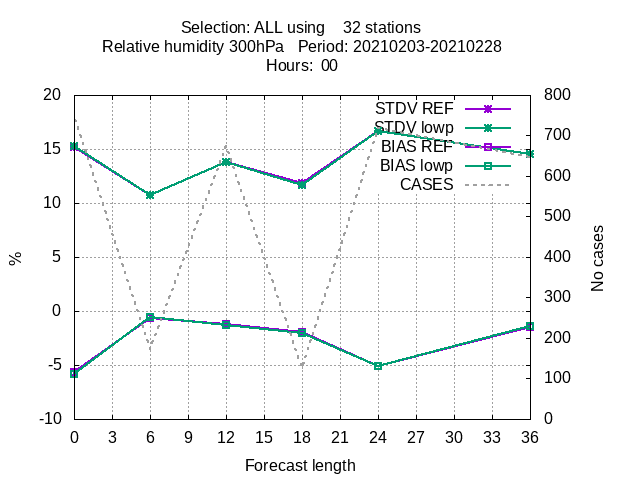 Selection: ALL using    32 stations
Relative humidity 300hPa   Period: 20210203-20210228
Hours:  00
20 800
STDV REF
STDV lowp
BIAS REF
BIAS lowp
CASES
15 700
10 600
5 500
0 400
-5 300
-10 200
100
0
%
No cases
0 3 6 9 12 15 18 21 24 27 30 33 36
Forecast length